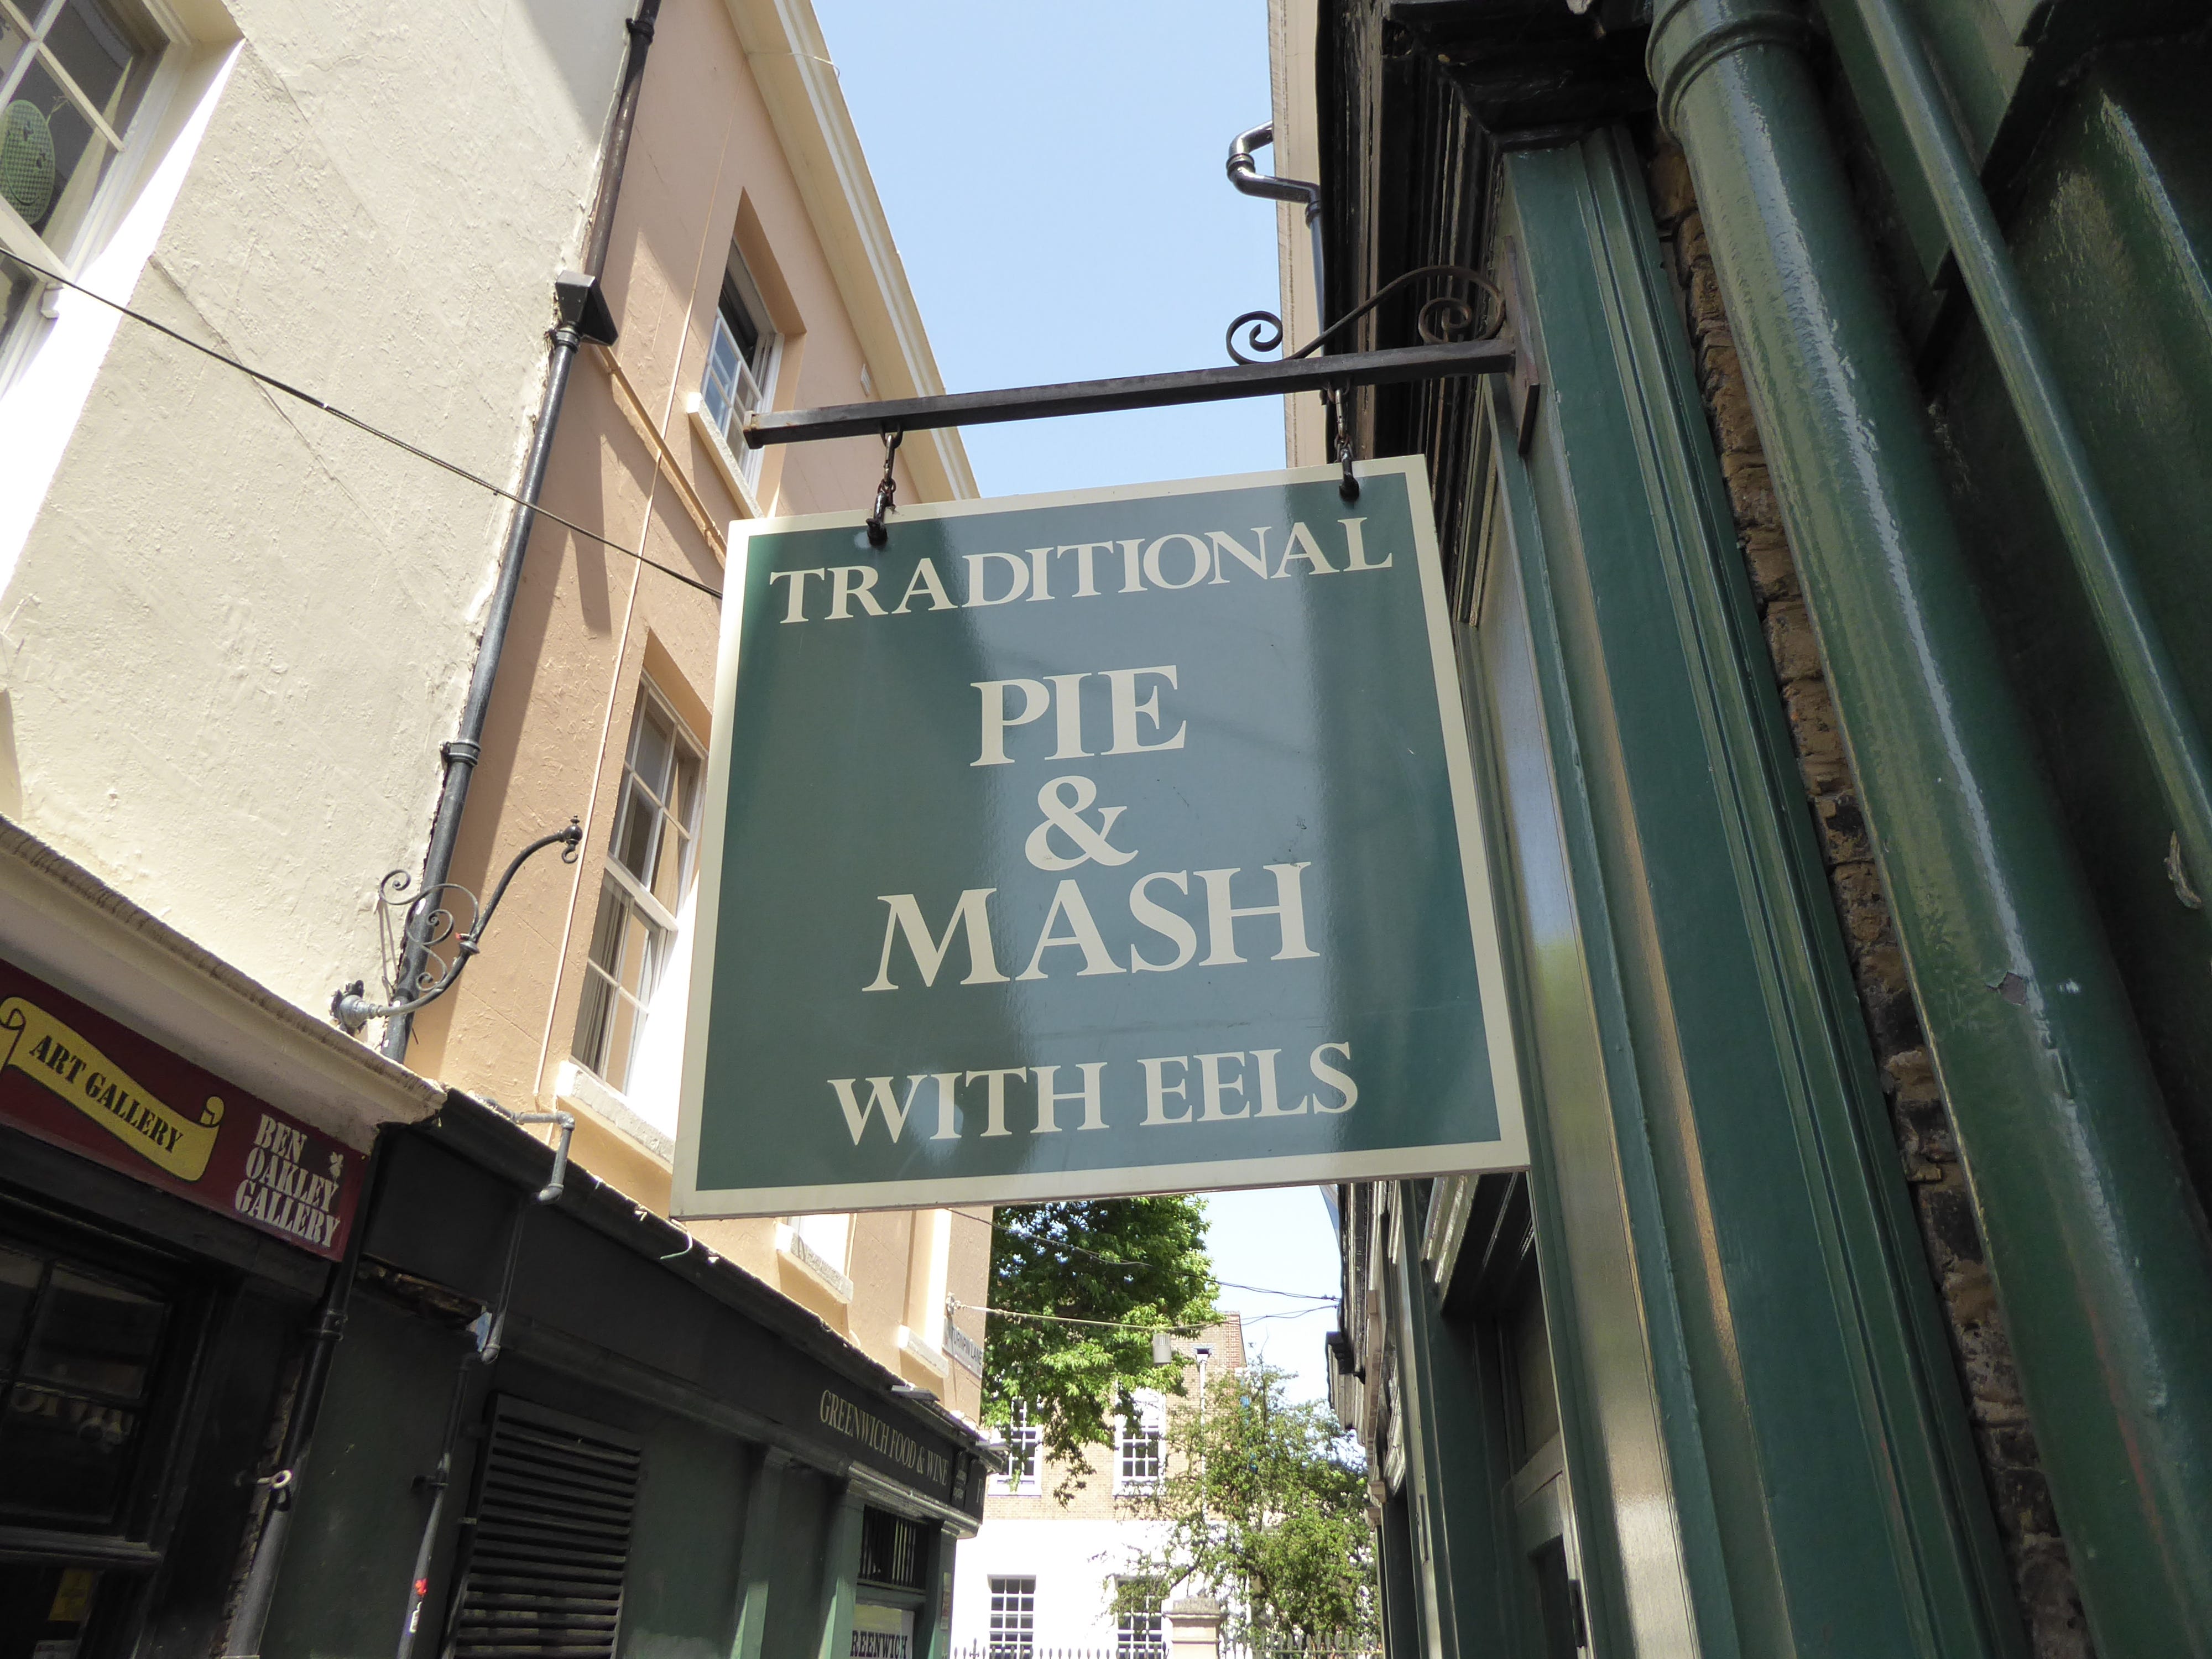 TRADITIONAL
PIE
&
MASH
WITH EELS
ART GALLERY
BEN
OAKLEY
GALLERY
GREENWICH FOOD & WINE